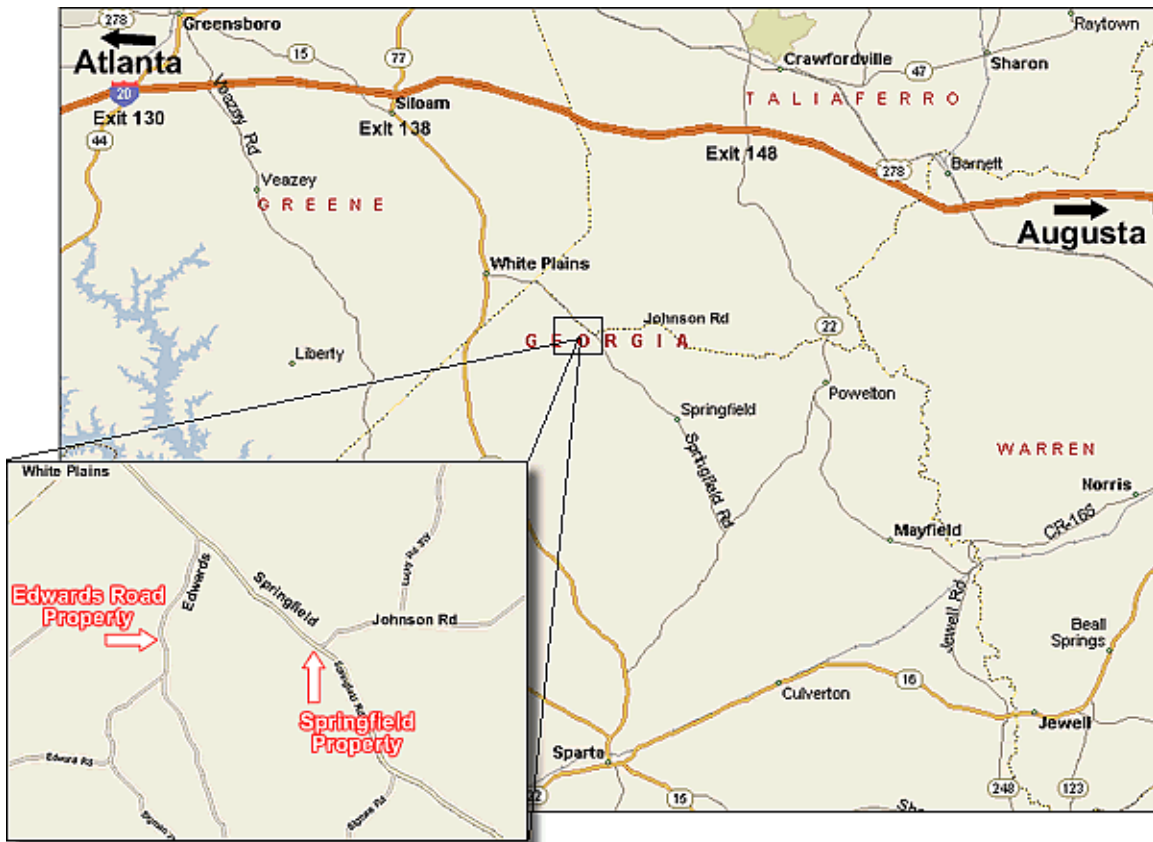 278
Greensboro
Atlanta
15
77
Crawfordville
47
Raytown
Sharon
TALIAFERRO
20
Exit 130
Veazey Rd
Siloam
Exit 138
Exit 148
44
278
Barnett
Veazey
GREENE
Augusta
White Plains
Johnson Rd
22
GEORGIA
Liberty
Powelton
Springfield
Springfield Rd
WARREN
Norris
CR-165
Mayfield
Jewell Rd
Beall
Springs
16
Culverton
Jewell
Sparta
22
15
248
123
White Plains
Edwards
Springfield
Johnson Rd
Edwards Road
Property
Springfield Rd
Springfield
Property
Edward Rd